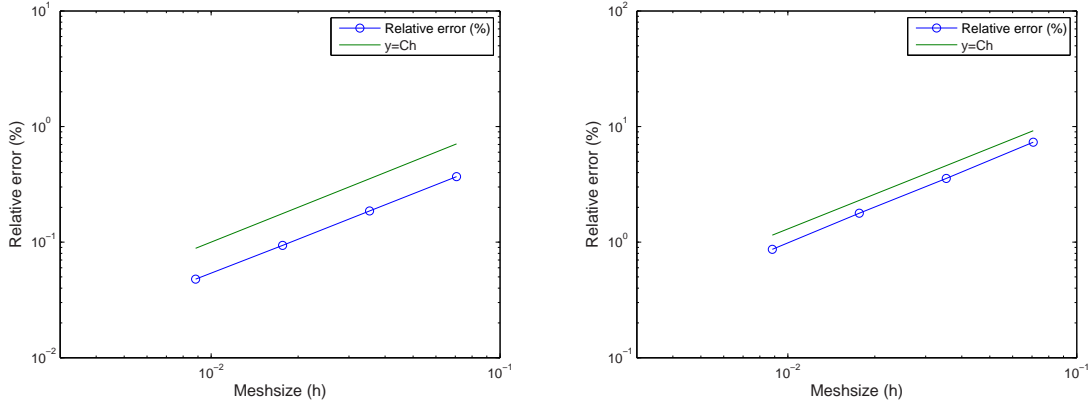 10^1
10^0
10^−1
10^−2
Relative error (%)
10^−2
10^−1
Meshsize (h)
Relative error (%)
y=Ch
10^2
10^1
10^0
10^−1
Relative error (%)
10^−2
10^−1
Meshsize (h)
Relative error (%)
y=Ch